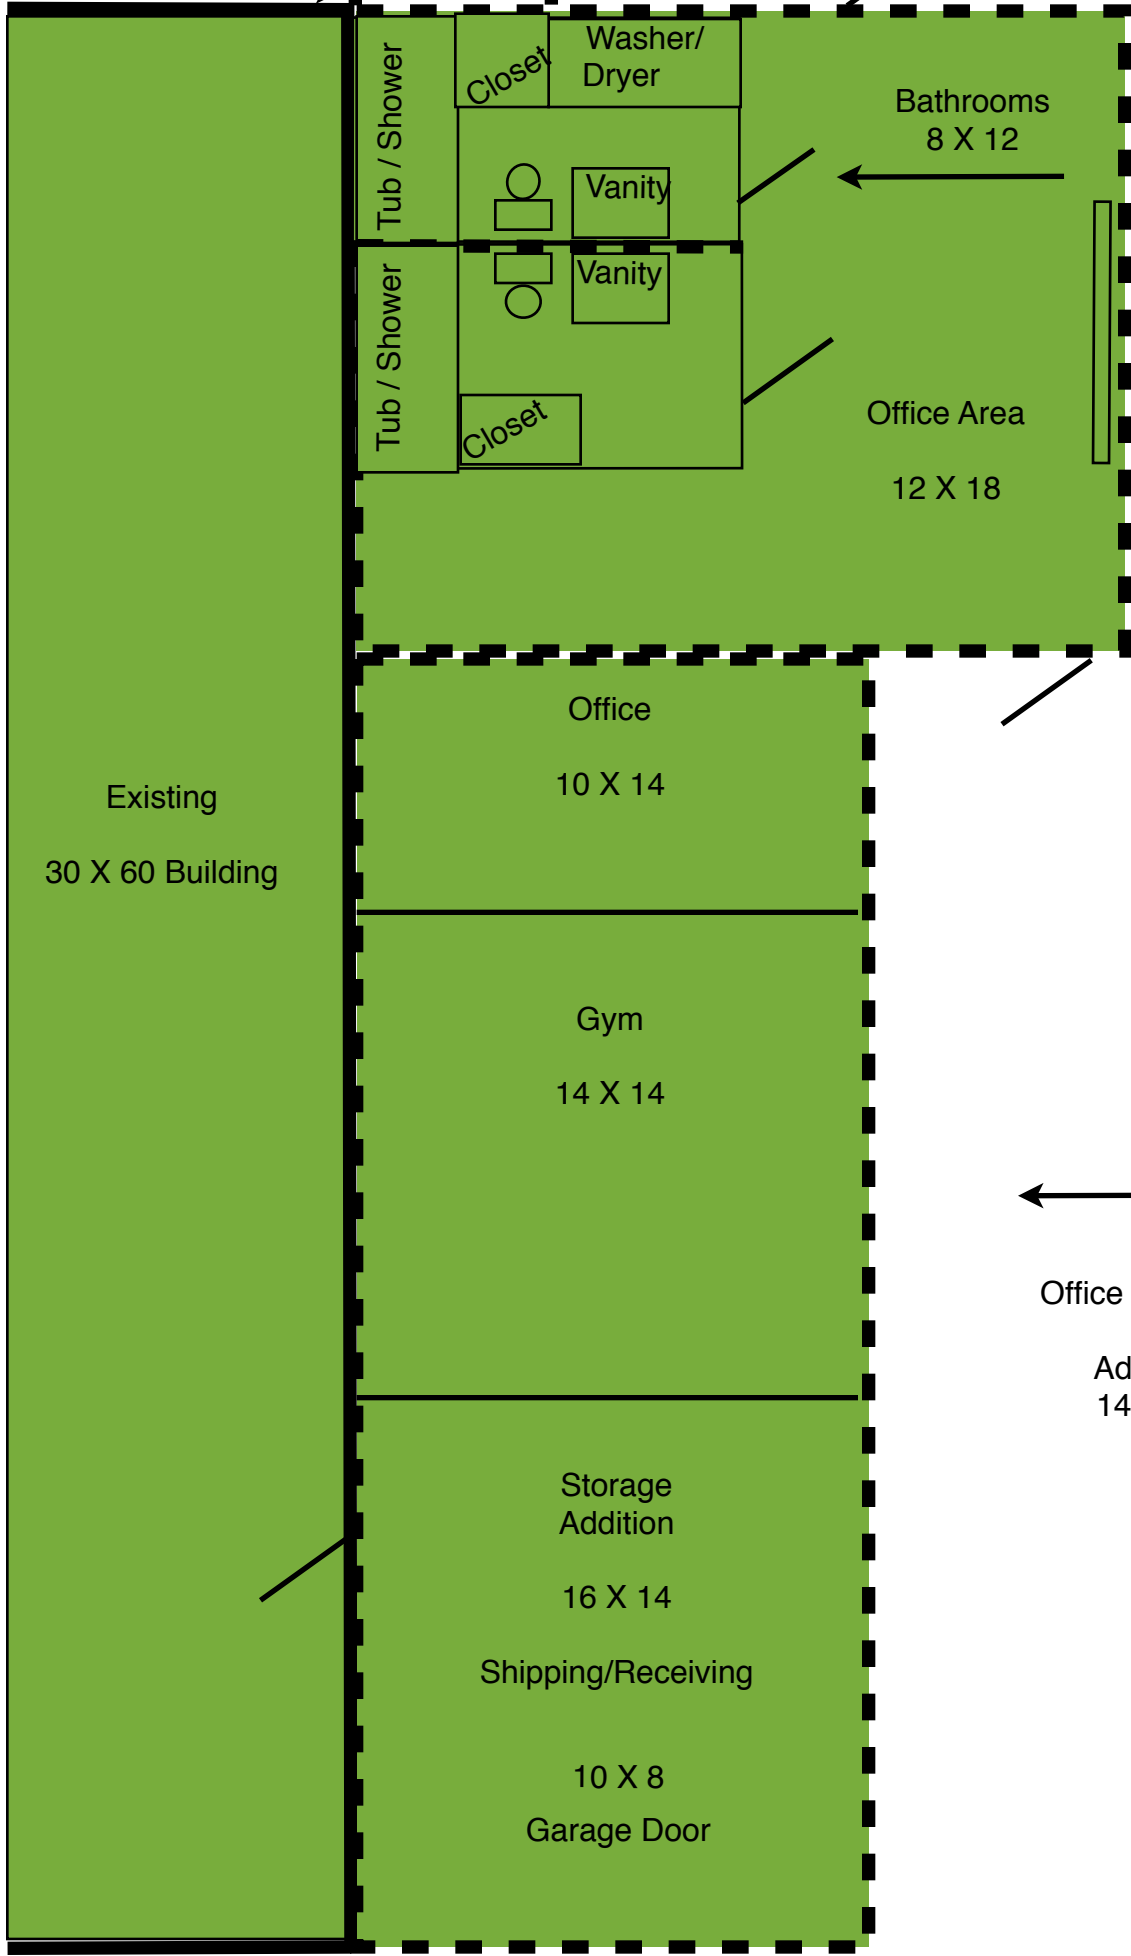 Washer/
Dryer
Closet
Tub / Shower
Bathrooms
8 X 12
Vanity
Vanity
Tub / Shower
Closet
Office Area
12 X 18
Office
10 X 14
Existing
30 X 60 Building
Gym
14 X 14
Office
Ad
14
Storage
Addition
16 X 14
Shipping/Receiving
10 X 8
Garage Door